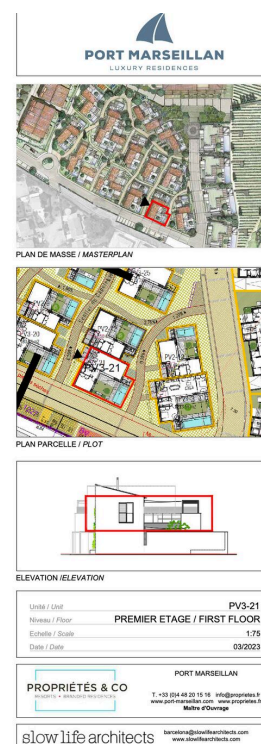 PORT MARSEILLAN
LUXURY RESIDENCES
PLAN DE MASSE / MASTERPLAN
PV3-21
PLAN PARCELLE / PLOT
ELEVATION /ELEVATION
Unité / Unit PV3-21
Niveau / Floor PREMIER ETAGE / FIRST FLOOR
Echelle / Scale 1:75
Date / Date 03/2023
PROPRIÉTÉS & CO
RESORTS & BRANDED RESIDENCES
PORT MARSEILLAN
T. +33 (0)4 48 20 15 16 info@proprietes.fr
www.port-marseillan.com www.proprietes.fr
Maître d'Ouvrage
slow life architects
barcelona@slowlifearchitects.com
www.slowlifearchitects.com